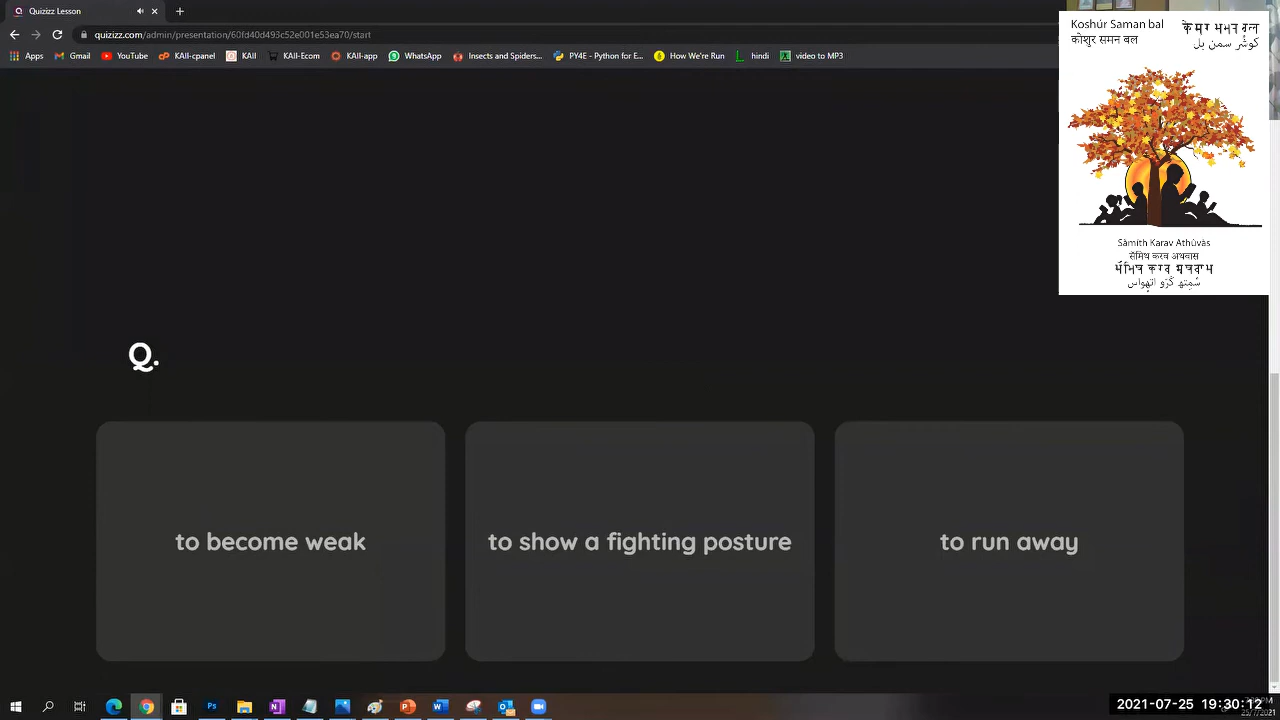 Quizizz Lesson
quizizz.com/admin/presentation/60fd40d493c52e001e53ea70/start
Apps Gmail YouTube KAII-cpanel KAII KAII-Ecom KAII-app WhatsApp Insects and Spiders... PY4E - Python for E... How We're Run hindi video to MP3
Koshúr Saman bal
कोशुर समन बल
کوشُر سمن بل
Q.
to become weak
to show a fighting posture
to run away
Sâmith Karav Athûvâs
सॅमिथ करव अथवास
2021-07-25 19:30:12